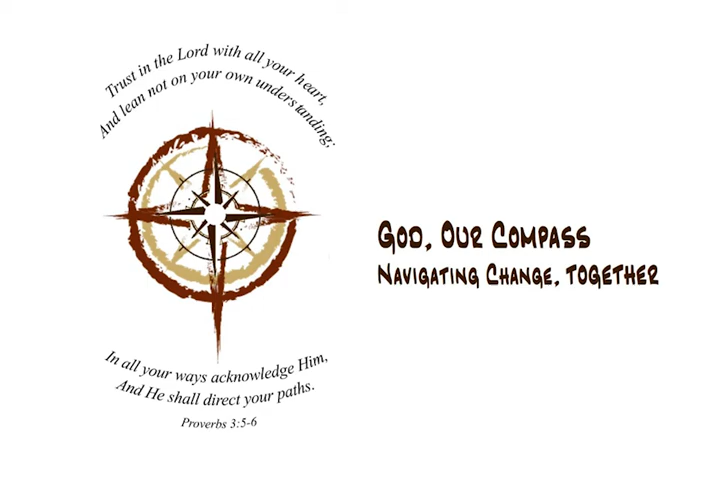 Trust in the Lord with all your heart,
And lean not on your own understanding;
God, Our Compass
Navigating Change, together
In all your ways acknowledge Him,
And He shall direct your paths.
Proverbs 3:5-6